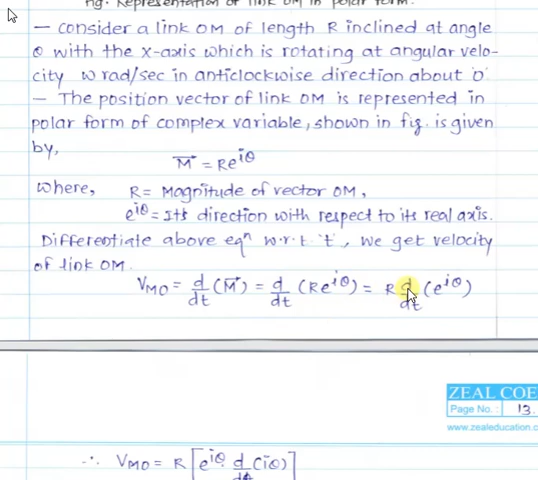 Fig. Representation of link OM in polar form.
- Consider a link OM of length R inclined at angle
θ with the x-axis which is rotating at angular velo-
city ω rad/sec in anticlockwise direction about 'o'
- The position vector of link OM is represented in
polar form of complex variable, shown in fig. is given
by,
M̅ = Re^{iθ}
where, R = Magnitude of vector OM,
e^{iθ} = Its direction with respect to its real axis.
Differentiate above eqⁿ w.r.t. 't', we get velocity
of link OM.
V_{MO} = d/dt (M̅) = d/dt (Re^{iθ}) = R d/dt (e^{iθ})
ZEAL COE
Page No. : 13.
www.zealeducation.c
∴ V_{MO} = R [e^{iθ} d/dt (iθ)]